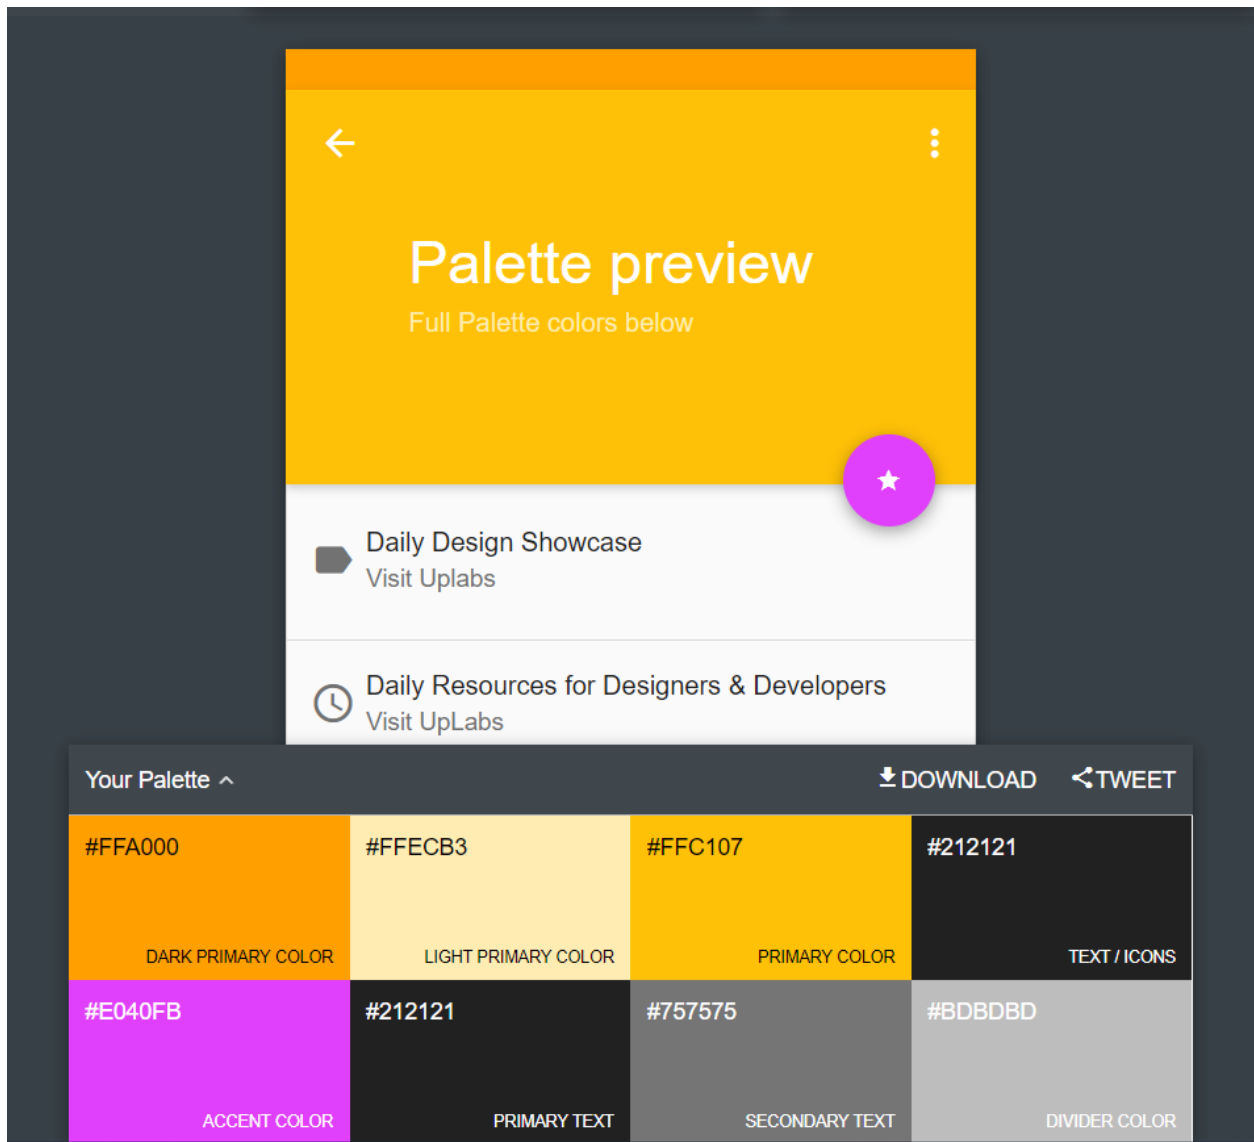 Palette preview
Full Palette colors below
Daily Design Showcase
Visit Uplabs
Daily Resources for Designers & Developers
Visit UpLabs
Your Palette
DOWNLOAD TWEET
#FFA000 #FFECB3 #FFC107 #212121
DARK PRIMARY COLOR LIGHT PRIMARY COLOR PRIMARY COLOR TEXT / ICONS
#E040FB #212121 #757575 #BDBDBD
ACCENT COLOR PRIMARY TEXT SECONDARY TEXT DIVIDER COLOR